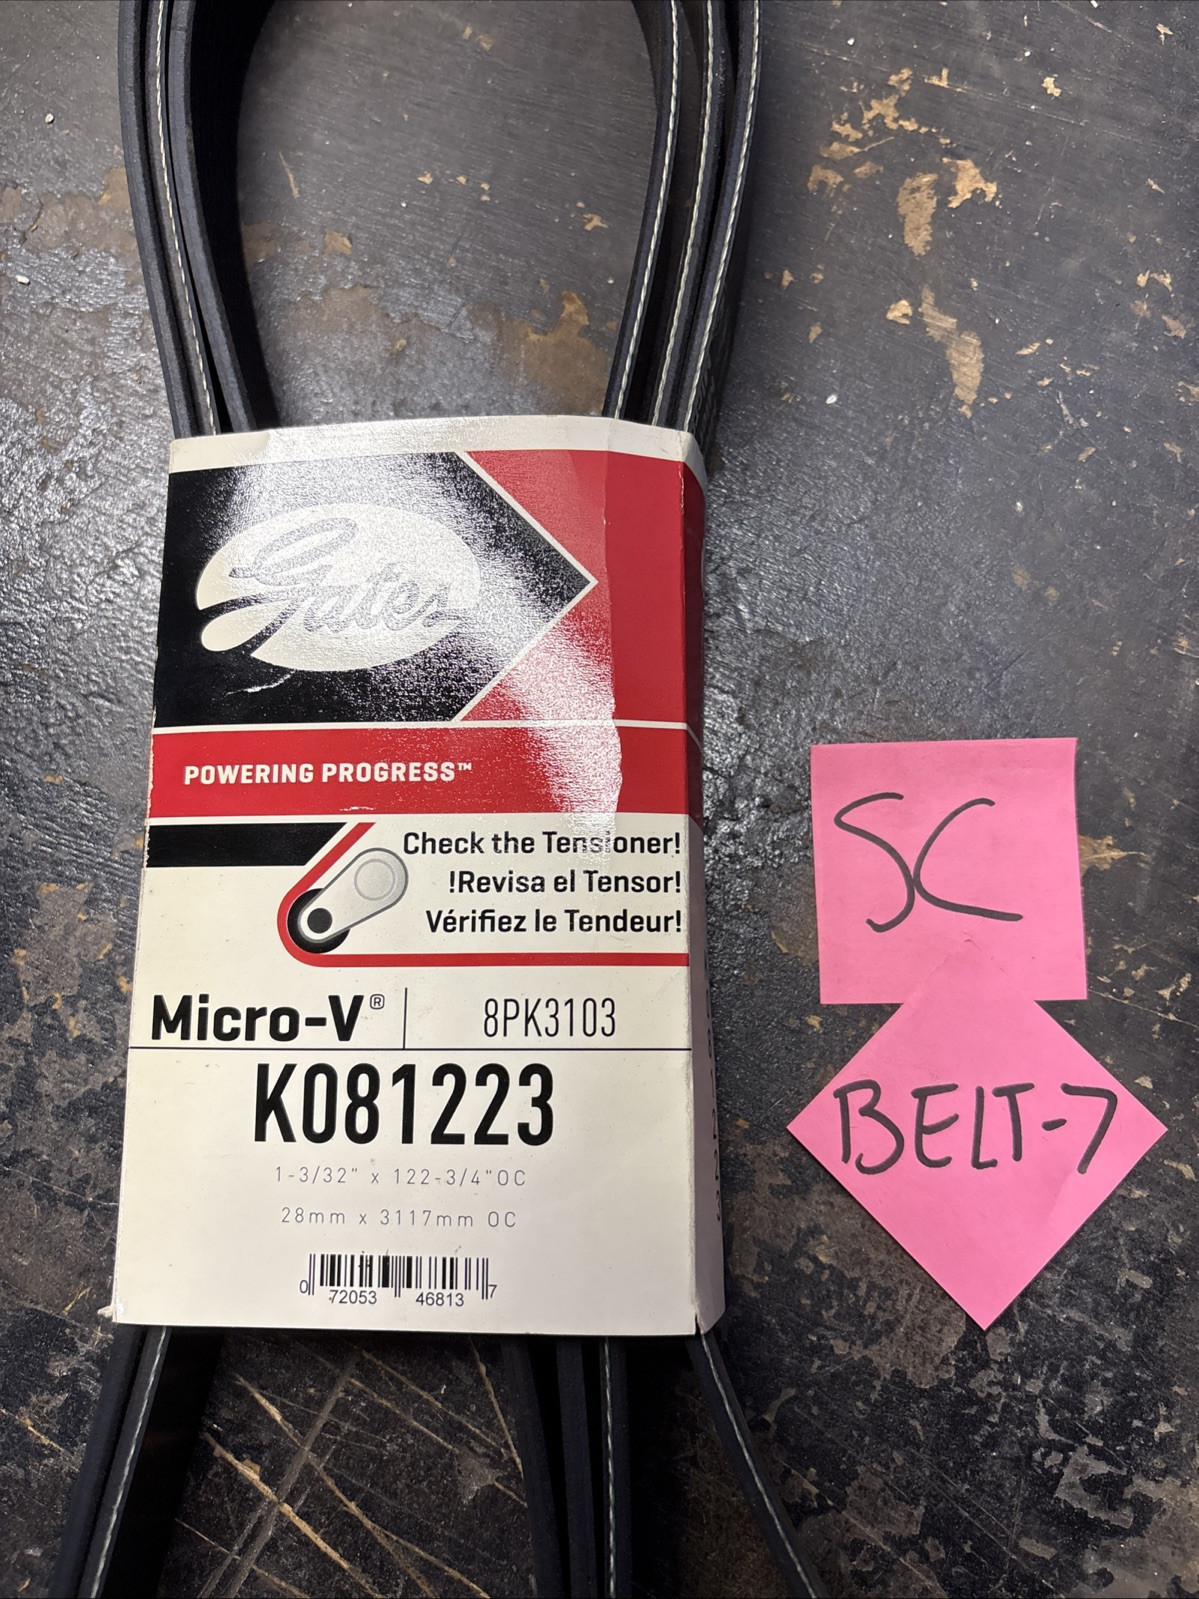 Gates
POWERING PROGRESS™
Check the Tensioner!
!Revisa el Tensor!
Vérifiez le Tendeur!
Micro-V® 8PK3103
K081223
1-3/32" x 122-3/4"OC
28mm x 3117mm OC
0 72053 46813 7
SC
BELT-7